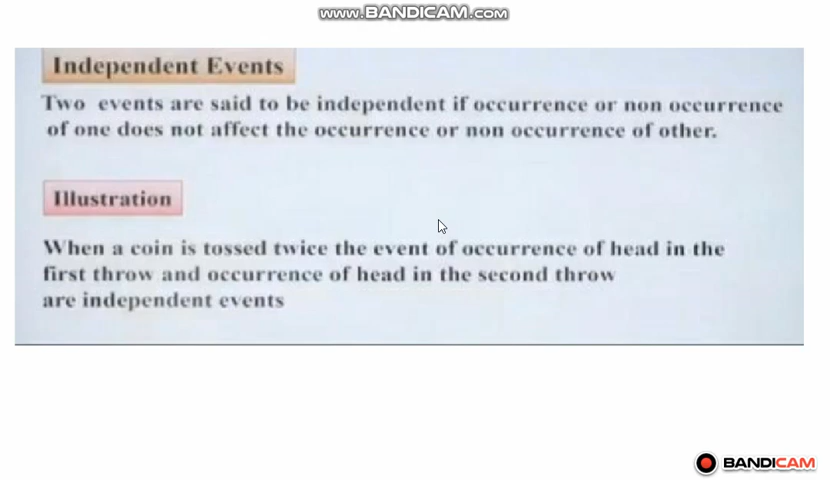 www.BANDICAM.com
Independent Events
Two events are said to be independent if occurrence or non occurrence
of one does not affect the occurrence or non occurrence of other.
Illustration
When a coin is tossed twice the event of occurrence of head in the
first throw and occurrence of head in the second throw
are independent events
BANDICAM